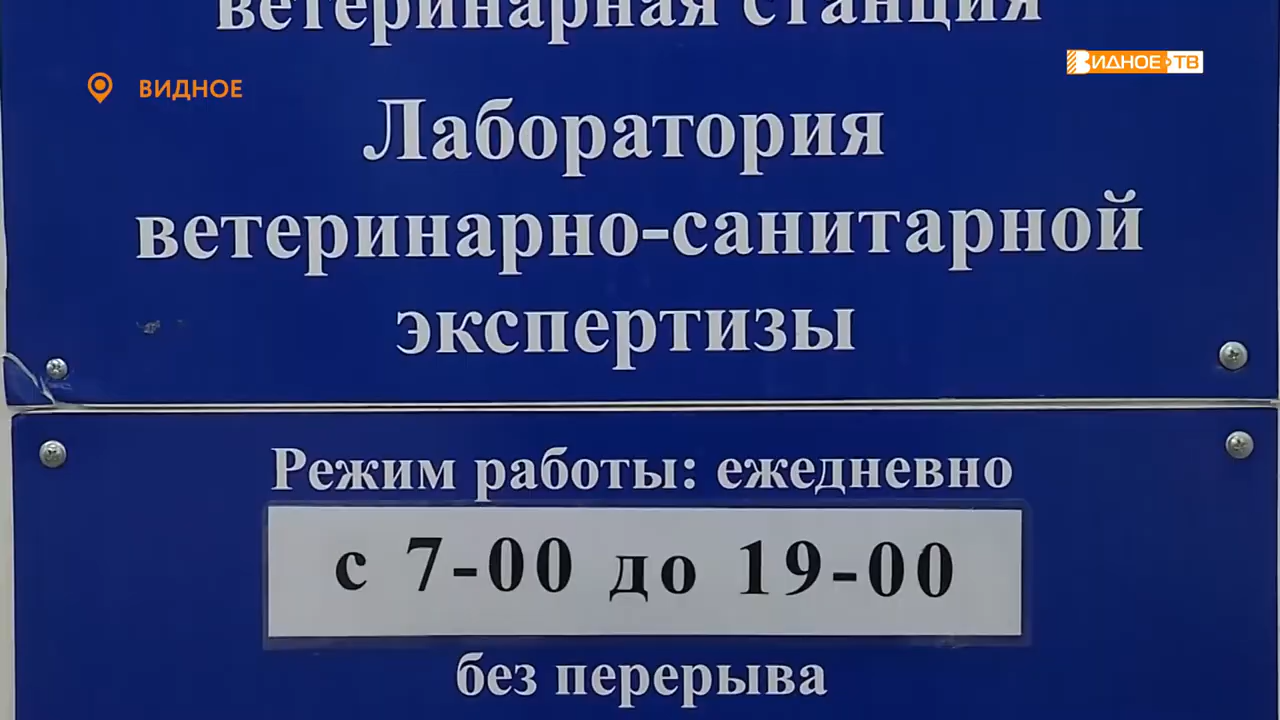 ветеринарная станция
ВИДНОЕ
ВИДНОЕ ТВ
Лаборатория
ветеринарно-санитарной
экспертизы
Режим работы: ежедневно
с 7-00 до 19-00
без перерыва